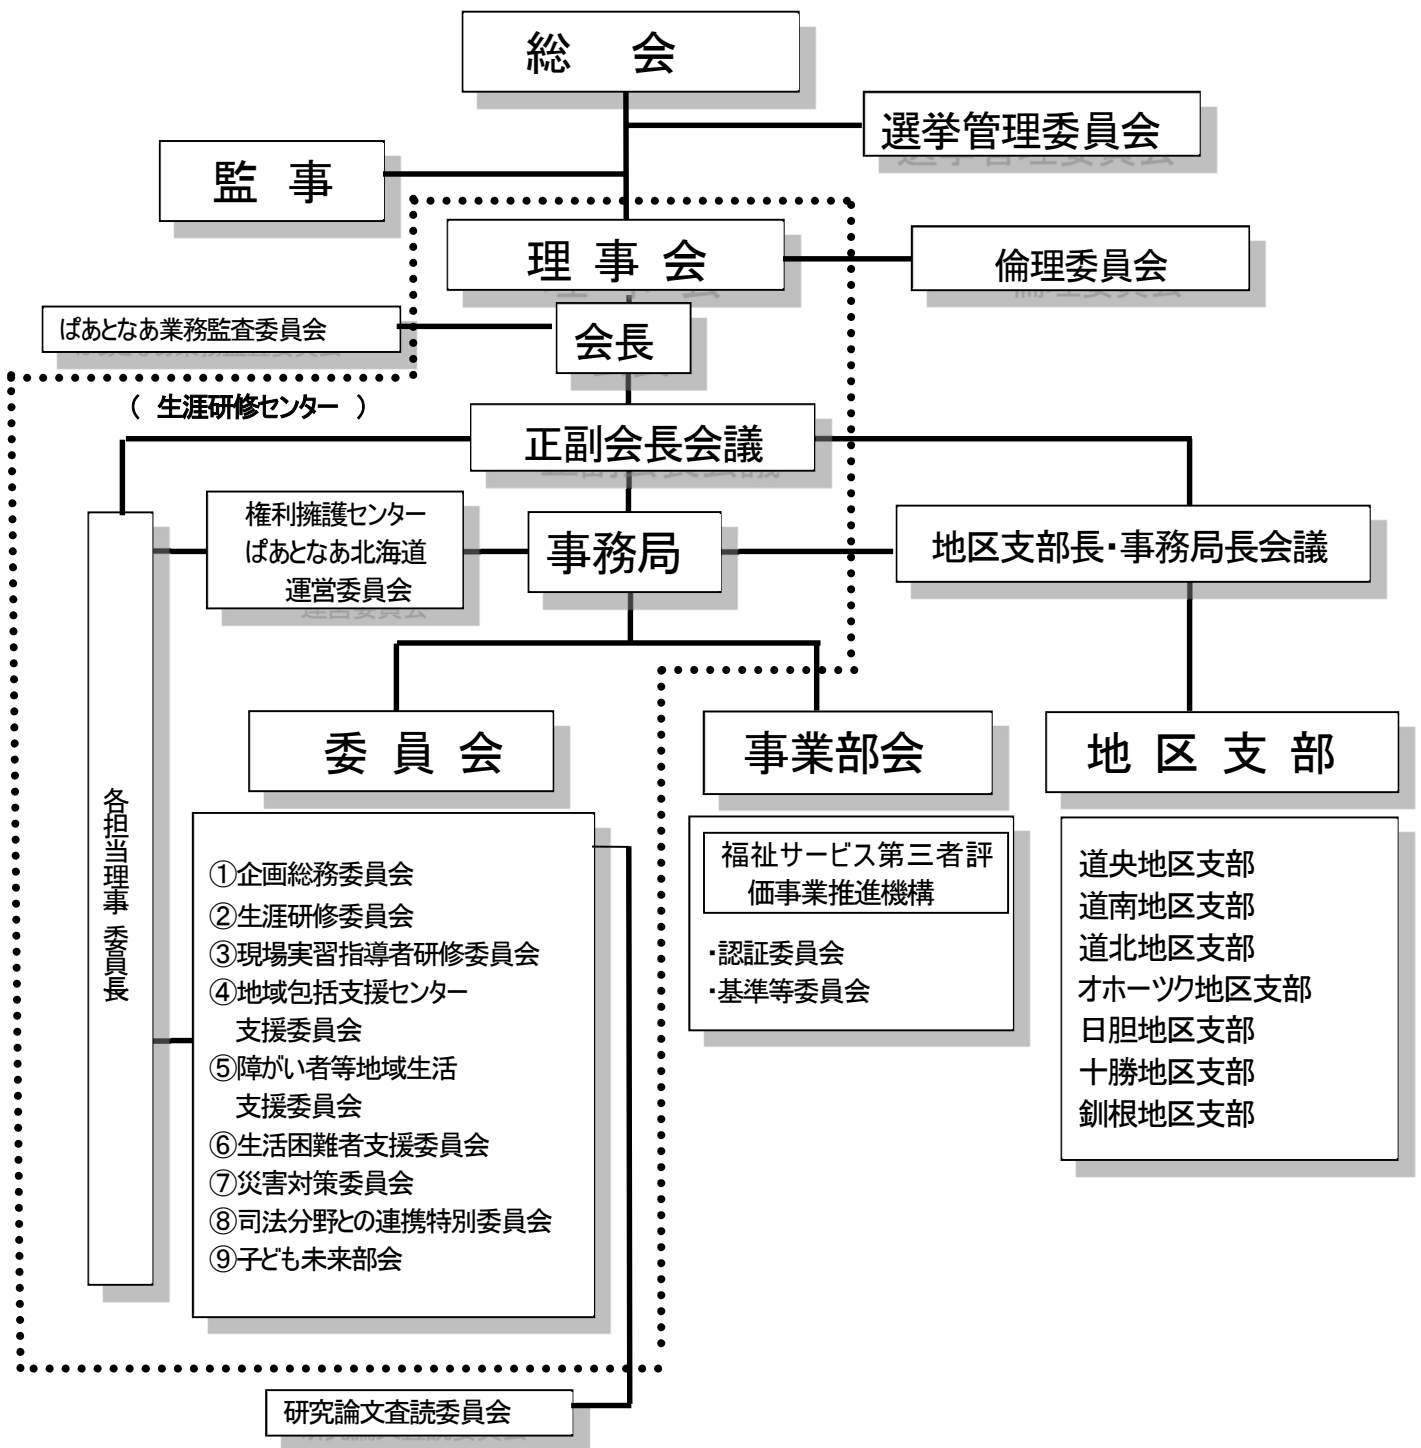 総　会
選挙管理委員会
監　事
理 事 会
倫理委員会
ぱあとなあ業務監査委員会
会長
（ 生涯研修センター ）
正副会長会議
権利擁護センター
ぱあとなあ北海道
運営委員会
事務局
地区支部長・事務局長会議
各担当理事 委員長
委 員 会
①企画総務委員会
②生涯研修委員会
③現場実習指導者研修委員会
④地域包括支援センター
支援委員会
⑤障がい者等地域生活
支援委員会
⑥生活困難者支援委員会
⑦災害対策委員会
⑧司法分野との連携特別委員会
⑨子ども未来部会
事業部会
福祉サービス第三者評
価事業推進機構
・認証委員会
・基準等委員会
地 区 支 部
道央地区支部
道南地区支部
道北地区支部
オホーツク地区支部
日胆地区支部
十勝地区支部
釧根地区支部
研究論文査読委員会